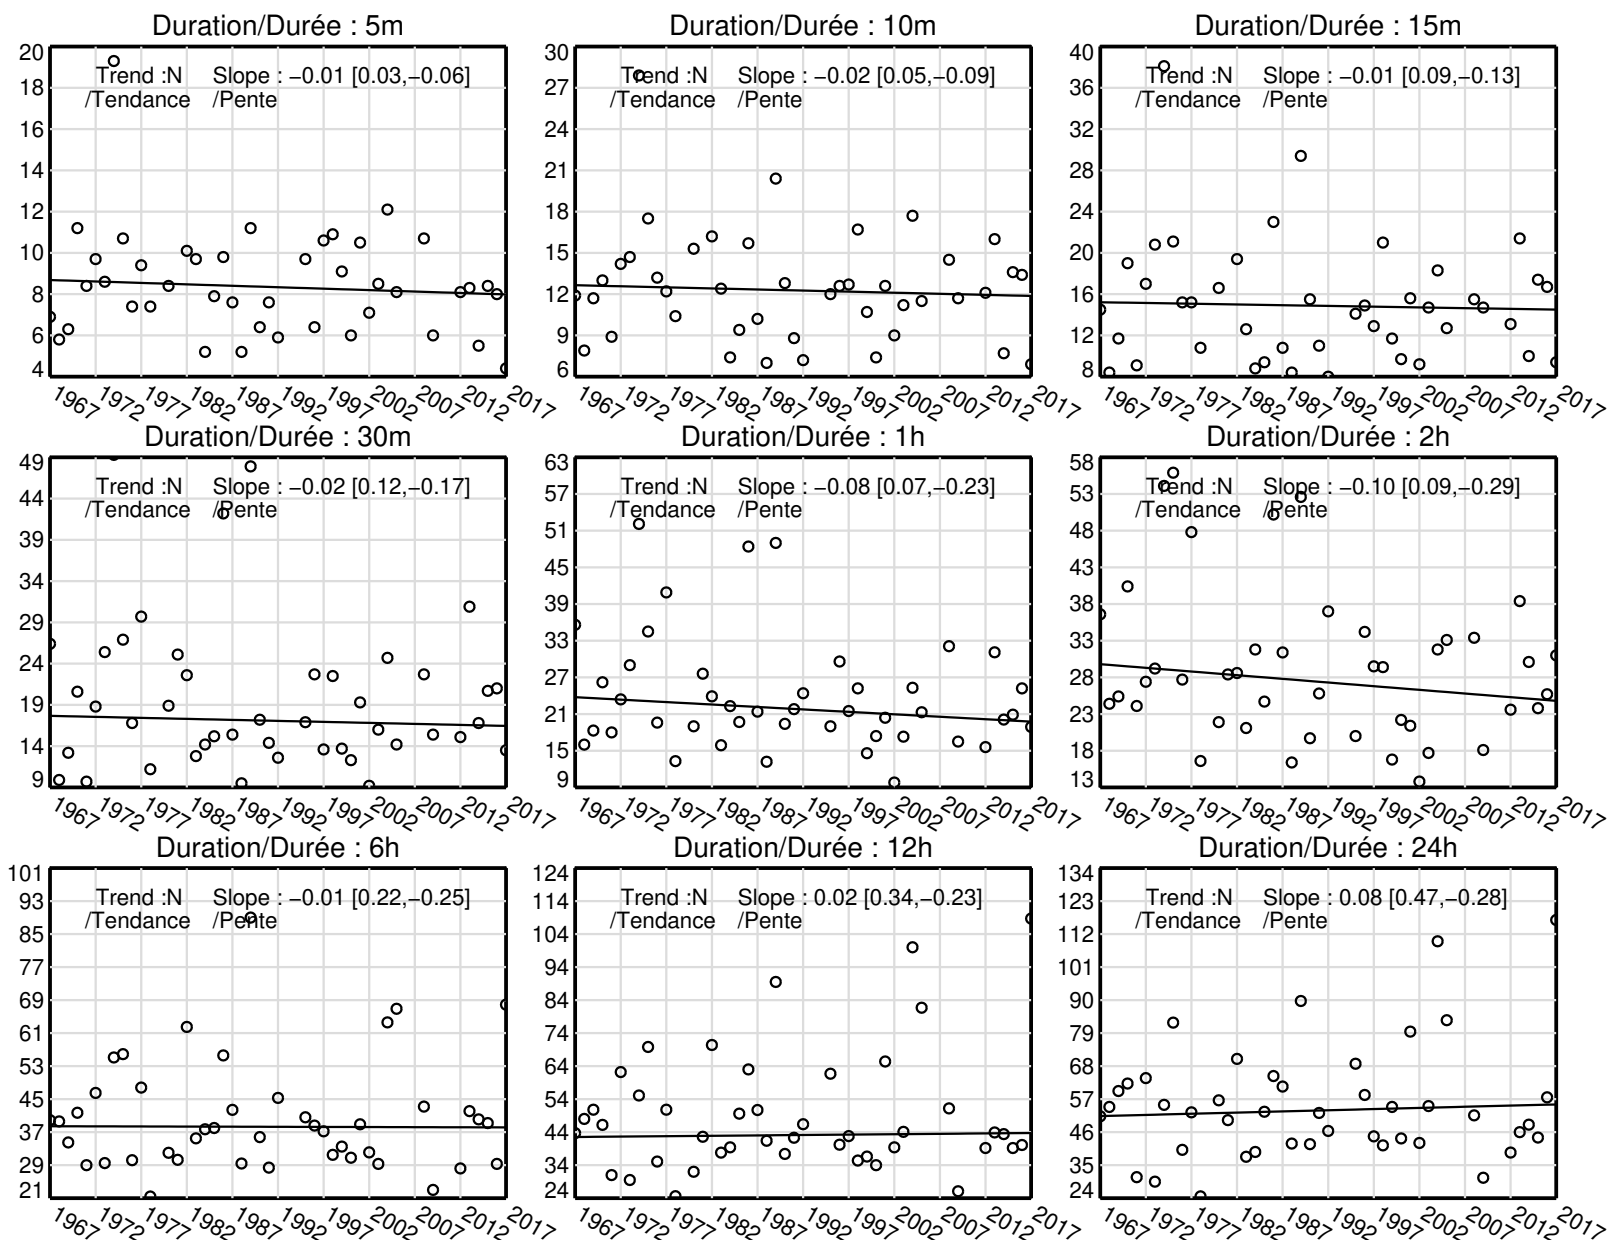 Duration/Durée : 5m
Trend :N Slope : −0.01 [0.03,−0.06]
/Tendance /Pente
20
18
16
14
12
10
8
6
4
1967 1972 1977 1982 1987 1992 1997 2002 2007 2012 2017
Duration/Durée : 10m
Trend :N Slope : −0.02 [0.05,−0.09]
/Tendance /Pente
30
27
24
21
18
15
12
9
6
1967 1972 1977 1982 1987 1992 1997 2002 2007 2012 2017
Duration/Durée : 15m
Trend :N Slope : −0.01 [0.09,−0.13]
/Tendance /Pente
40
36
32
28
24
20
16
12
8
1967 1972 1977 1982 1987 1992 1997 2002 2007 2012 2017
Duration/Durée : 30m
Trend :N Slope : −0.02 [0.12,−0.17]
/Tendance /Pente
49
44
39
34
29
24
19
14
9
1967 1972 1977 1982 1987 1992 1997 2002 2007 2012 2017
Duration/Durée : 1h
Trend :N Slope : −0.08 [0.07,−0.23]
/Tendance /Pente
63
57
51
45
39
33
27
21
15
9
1967 1972 1977 1982 1987 1992 1997 2002 2007 2012 2017
Duration/Durée : 2h
Trend :N Slope : −0.10 [0.09,−0.29]
/Tendance /Pente
58
53
48
43
38
33
28
23
18
13
1967 1972 1977 1982 1987 1992 1997 2002 2007 2012 2017
Duration/Durée : 6h
Trend :N Slope : −0.01 [0.22,−0.25]
/Tendance /Pente
101
93
85
77
69
61
53
45
37
29
21
1967 1972 1977 1982 1987 1992 1997 2002 2007 2012 2017
Duration/Durée : 12h
Trend :N Slope : 0.02 [0.34,−0.23]
/Tendance /Pente
124
114
104
94
84
74
64
54
44
34
24
1967 1972 1977 1982 1987 1992 1997 2002 2007 2012 2017
Duration/Durée : 24h
Trend :N Slope : 0.08 [0.47,−0.28]
/Tendance /Pente
134
123
112
101
90
79
68
57
46
35
24
1967 1972 1977 1982 1987 1992 1997 2002 2007 2012 2017